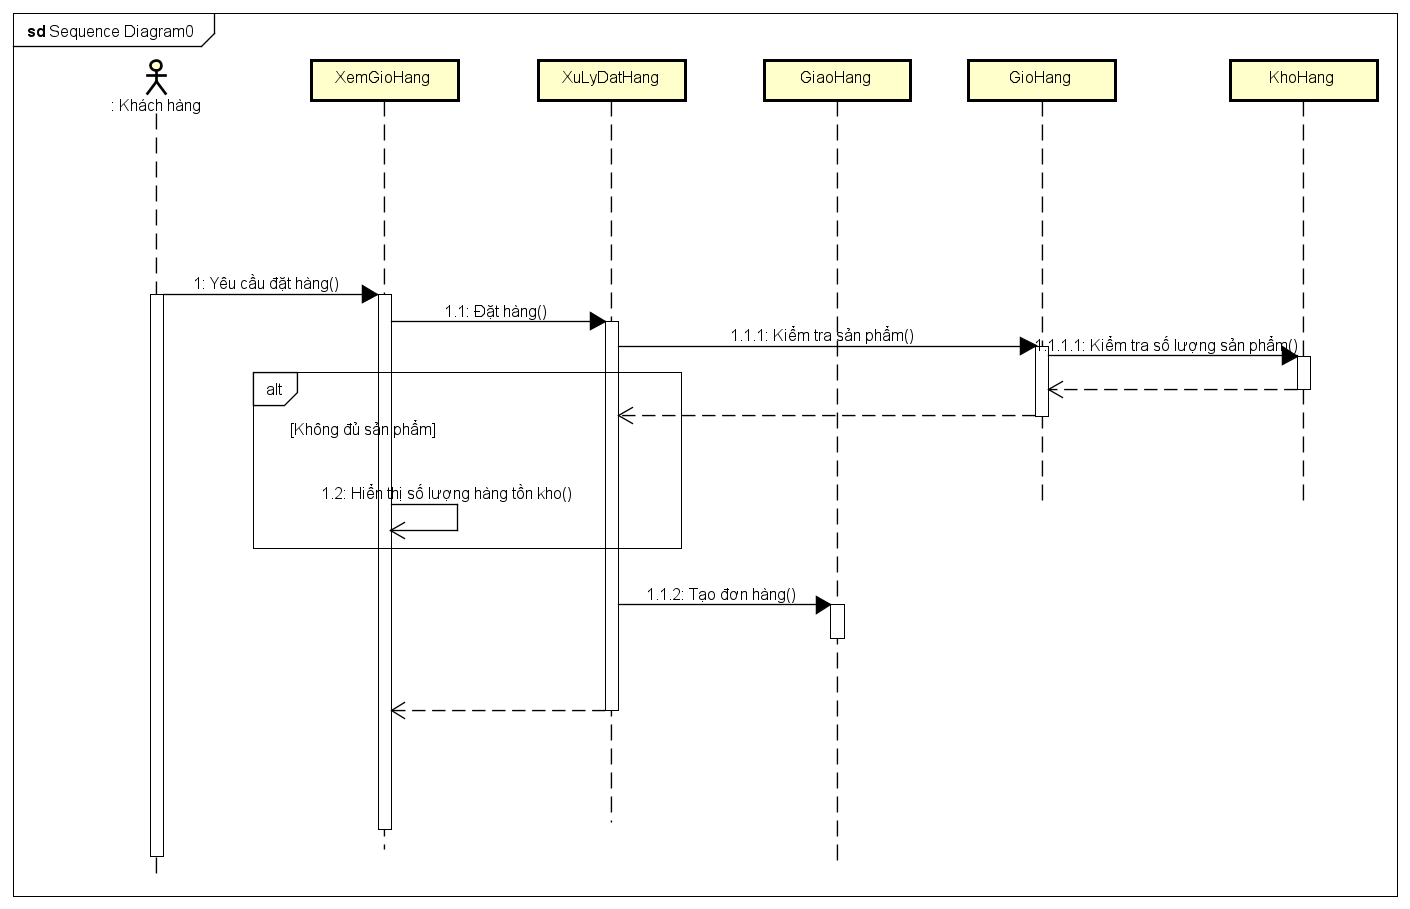 sd Sequence Diagram0
: Khách hàng
XemGioHang
XuLyDatHang
GiaoHang
GioHang
KhoHang
1: Yêu cầu đặt hàng()
1.1: Đặt hàng()
1.1.1: Kiểm tra sản phẩm()
1.1.1: Kiểm tra số lượng sản phẩm()
alt
[Không đủ sản phẩm]
1.2: Hiển thị số lượng hàng tồn kho()
1.1.2: Tạo đơn hàng()